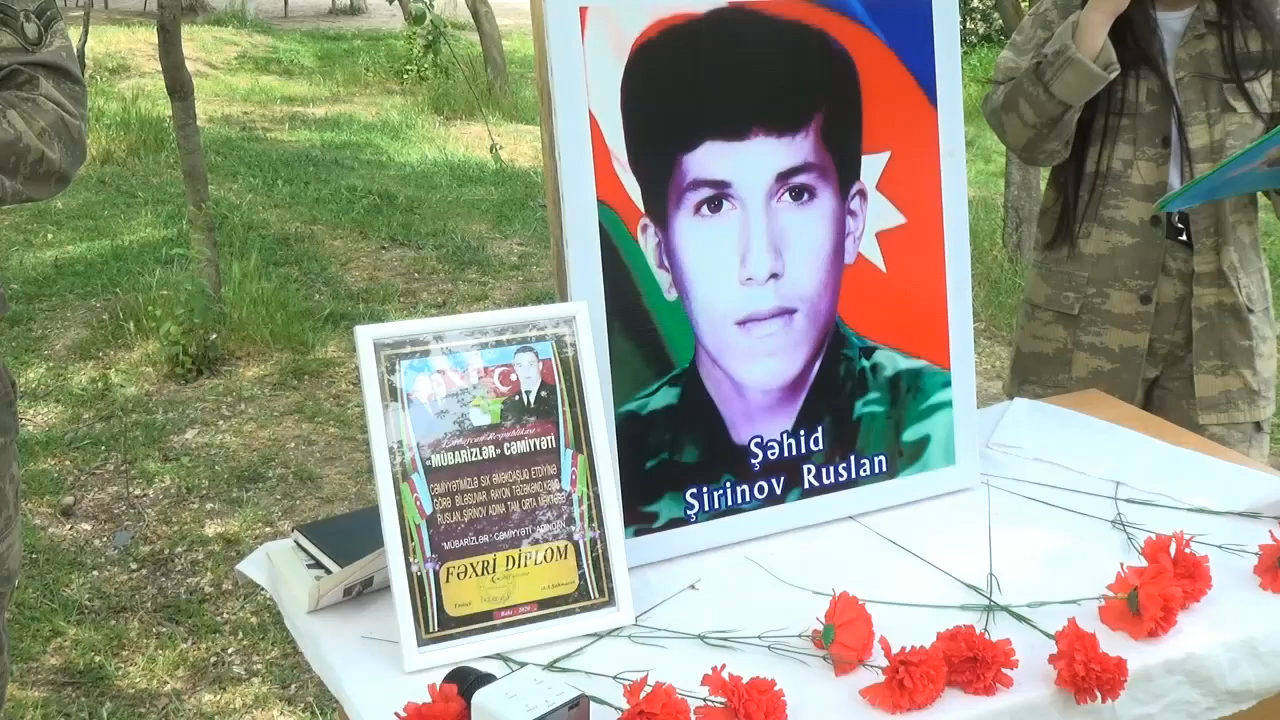 Şəhid
Şirinov Ruslan
Azərbaycan Respublikası
«MÜBARİZLƏR» CƏMİYYƏTİ
CƏMİYYƏTİMİZLƏ SIX ƏMƏKDAŞLIQ ETDİYİNƏ
GÖRƏ BİLƏSUVAR RAYON TƏZƏKƏND KƏND
RUSLAN ŞİRİNOV ADINA TAM ORTA MƏKTƏBƏ
"MÜBARİZLƏR" CƏMİYYƏTİ ADINDAN
FƏXRİ DİPLOM
Bakı - 2020